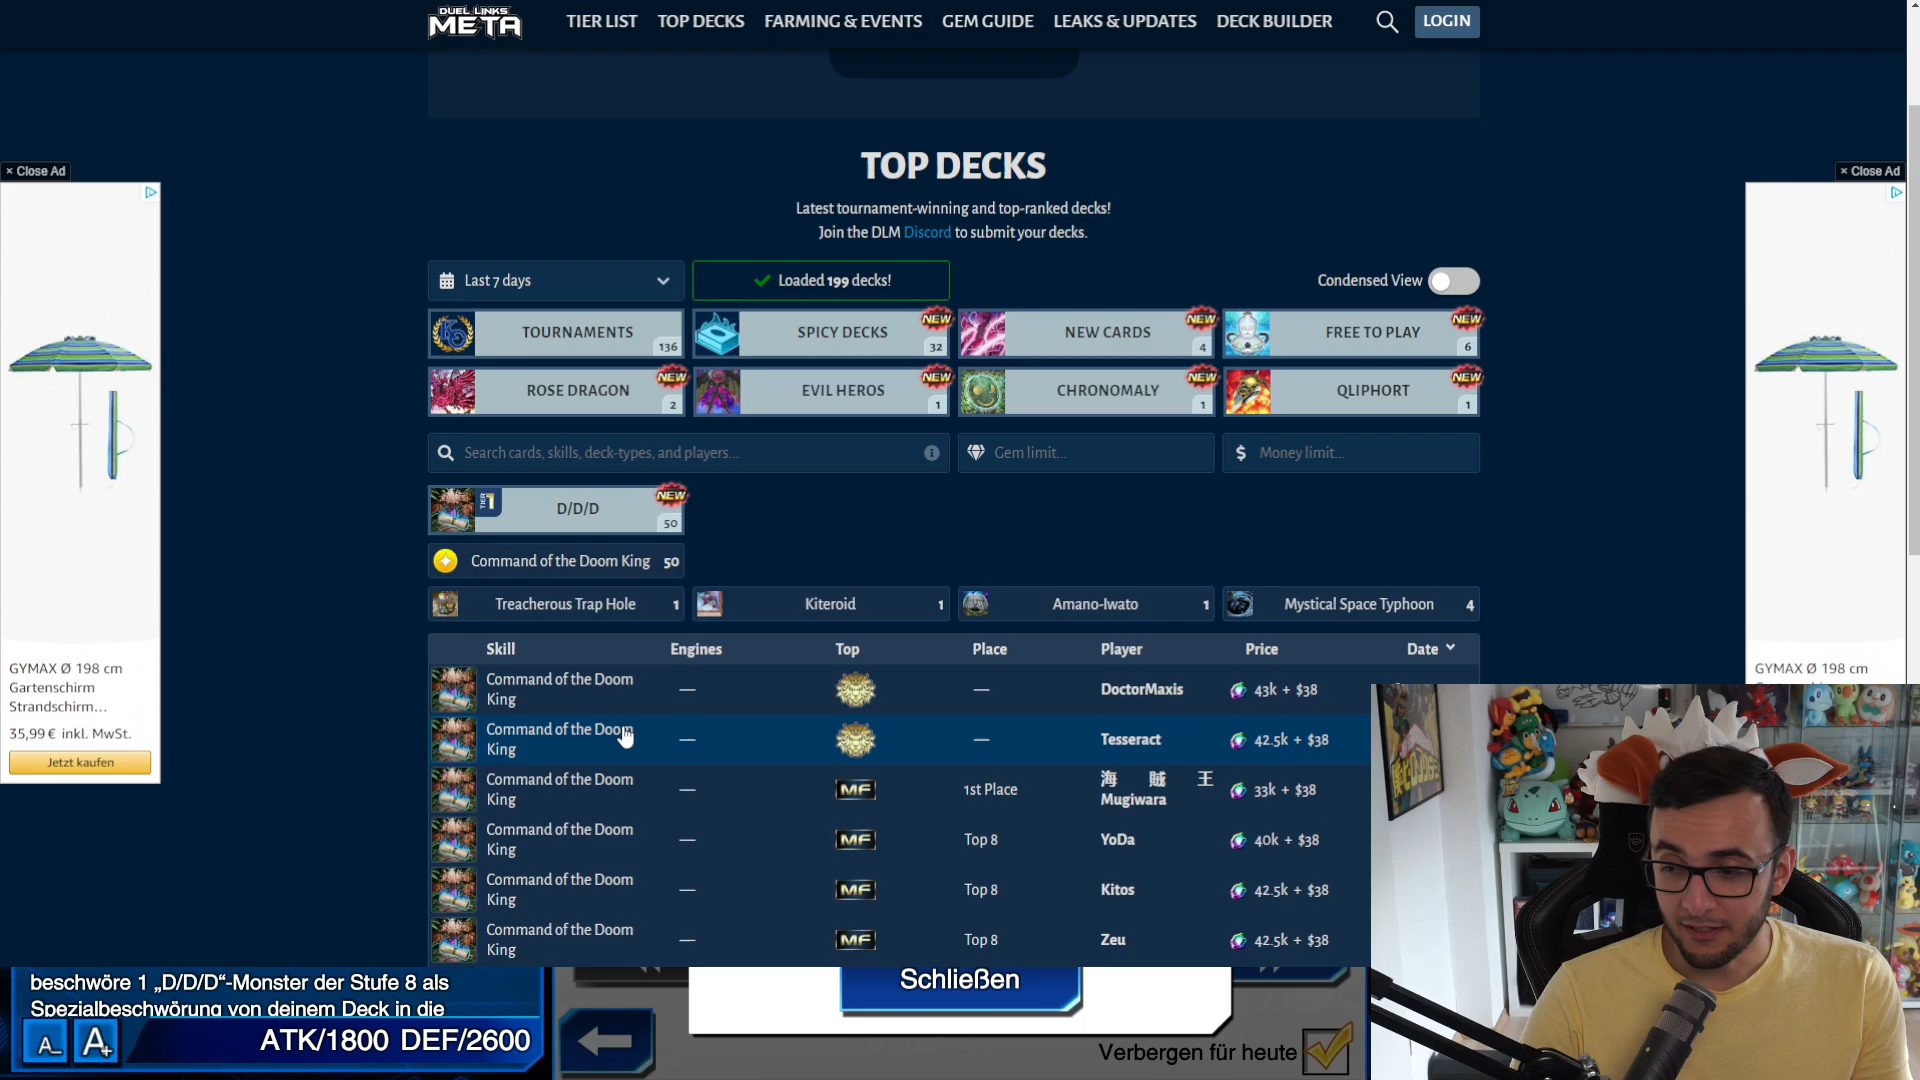 DUEL LINKS
META
TIER LIST
TOP DECKS
FARMING & EVENTS
GEM GUIDE
LEAKS & UPDATES
DECK BUILDER
LOGIN
× Close Ad
× Close Ad
TOP DECKS
Latest tournament-winning and top-ranked decks!
Join the DLM Discord to submit your decks.
Last 7 days
Loaded 199 decks!
Condensed View
TOURNAMENTS 136
SPICY DECKS 32 NEW
NEW CARDS 4 NEW
FREE TO PLAY 6 NEW
ROSE DRAGON 2 NEW
EVIL HEROS 1 NEW
CHRONOMALY 1 NEW
QLIPHORT 1 NEW
Search cards, skills, deck-types, and players...
Gem limit...
Money limit...
TIER 1 D/D/D 50 NEW
Command of the Doom King 50
Treacherous Trap Hole 1
Kiteroid 1
Amano-Iwato 1
Mystical Space Typhoon 4
Skill Engines Top Place Player Price Date
Command of the Doom
King — — DoctorMaxis 43k + $38
Command of the Doom
King — — Tesseract 42.5k + $38
Command of the Doom
King — MF 1st Place 海賊王
Mugiwara 33k + $38
Command of the Doom
King — MF Top 8 YoDa 40k + $38
Command of the Doom
King — MF Top 8 Kitos 42.5k + $38
Command of the Doom
King — MF Top 8 Zeu 42.5k + $38
GYMAX Ø 198 cm
Gartenschirm
Strandschirm...
35,99 € inkl. MwSt.
Jetzt kaufen
GYMAX Ø 198 cm
beschwöre 1 „D/D/D“-Monster der Stufe 8 als
Spezialbeschwörung von deinem Deck in die
A- A+ ATK/1800 DEF/2600
Schließen
Verbergen für heute